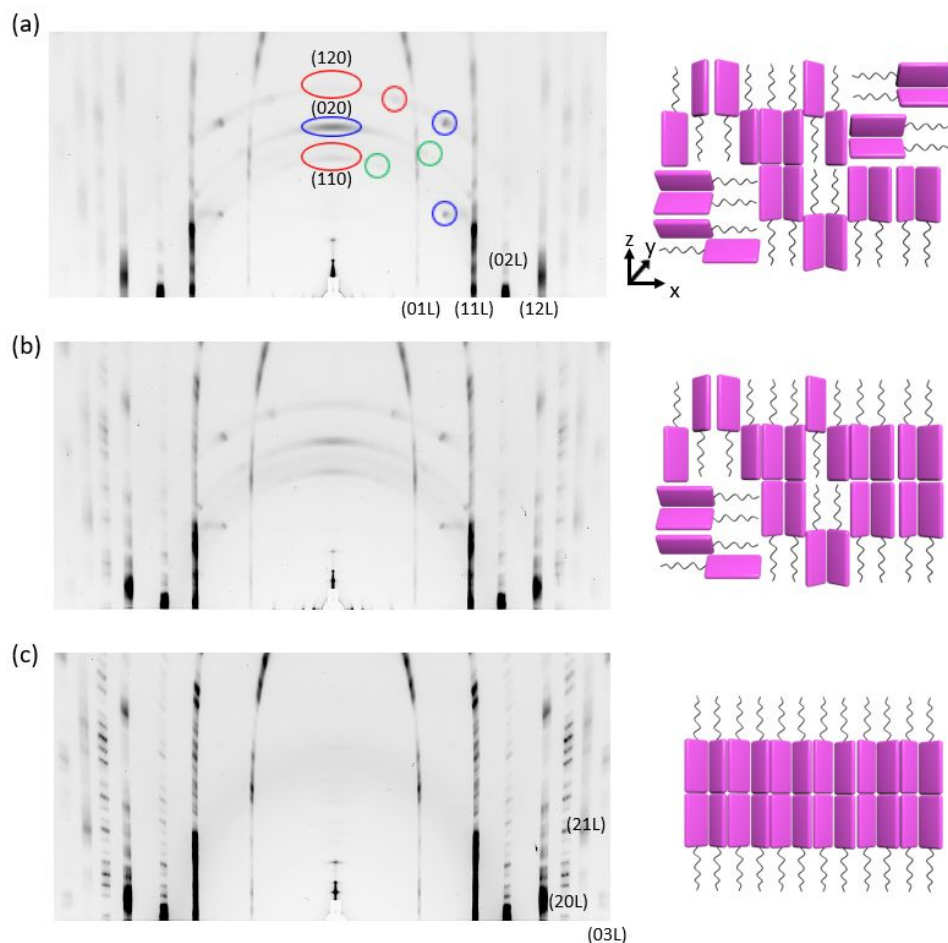 (a)
(120)
(020)
(110)
(02L)
(01L) (11L) (12L)
z
y
x
(b)
(c)
(21L)
(20L)
(03L)